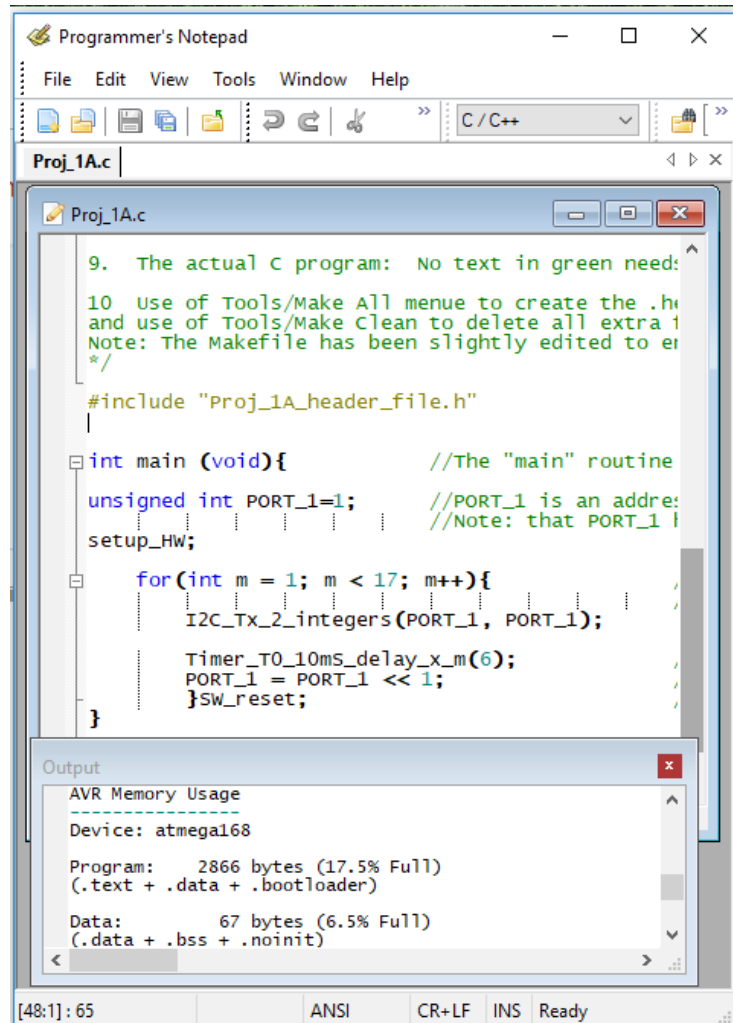 Programmer's Notepad
File Edit View Tools Window Help
C / C++
Proj_1A.c
Proj_1A.c
9.  The actual C program:  No text in green
10  Use of Tools/Make All menue to create the
and use of Tools/Make Clean to delete all extra
Note: The Makefile has been slightly edited to
*/
#include "Proj_1A_header_file.h"
int main (void){ //The "main" routine
unsigned int PORT_1=1; //PORT_1 is an
//Note: that PORT_1
setup_HW;
for(int m = 1; m < 17; m++){
I2C_Tx_2_integers(PORT_1, PORT_1);
Timer_T0_10mS_delay_x_m(6);
PORT_1 = PORT_1 << 1;
}SW_reset;
}
Output
AVR Memory Usage
----------------
Device: atmega168
Program:    2866 bytes (17.5% Full)
(.text + .data + .bootloader)
Data:         67 bytes (6.5% Full)
(.data + .bss + .noinit)
[48:1] : 65 ANSI CR+LF INS Ready